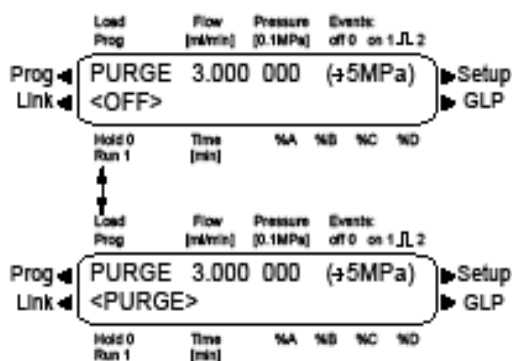 Load Flow Pressure Events:
Prog [ml/min] [0.1MPa] off 0 on 1 ⎍ 2
Prog PURGE 3.000 000 (→5MPa) Setup
Link <OFF> GLP
Hold 0 Time %A %B %C %D
Run 1 [min]
Load Flow Pressure Events:
Prog [ml/min] [0.1MPa] off 0 on 1 ⎍ 2
Prog PURGE 3.000 000 (→5MPa) Setup
Link <PURGE> GLP
Hold 0 Time %A %B %C %D
Run 1 [min]